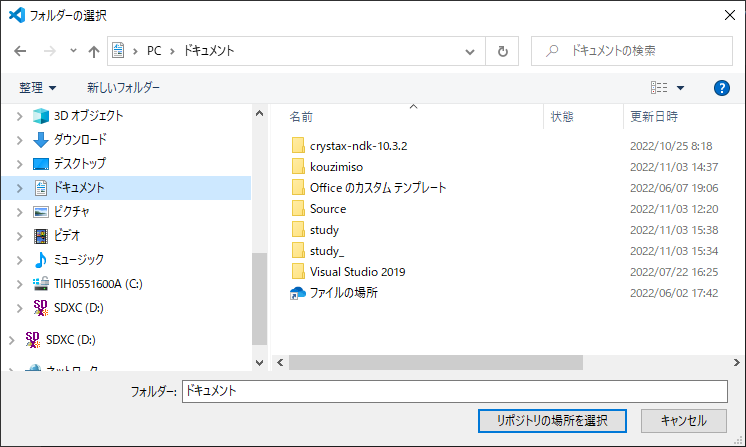 フォルダーの選択
PC › ドキュメント
ドキュメントの検索
整理 新しいフォルダー
3D オブジェクト
ダウンロード
デスクトップ
ドキュメント
ピクチャ
ビデオ
ミュージック
TIH0551600A (C:)
SDXC (D:)
SDXC (D:)
ネットワーク
名前 状態 更新日時
crystax-ndk-10.3.2 2022/10/25 8:18
kouzimiso 2022/11/03 14:37
Office のカスタム テンプレート 2022/06/07 19:06
Source 2022/11/03 12:20
study 2022/11/03 15:38
study_ 2022/11/03 15:34
Visual Studio 2019 2022/07/22 16:25
ファイルの場所 2022/06/02 17:42
フォルダー: ドキュメント
リポジトリの場所を選択 キャンセル